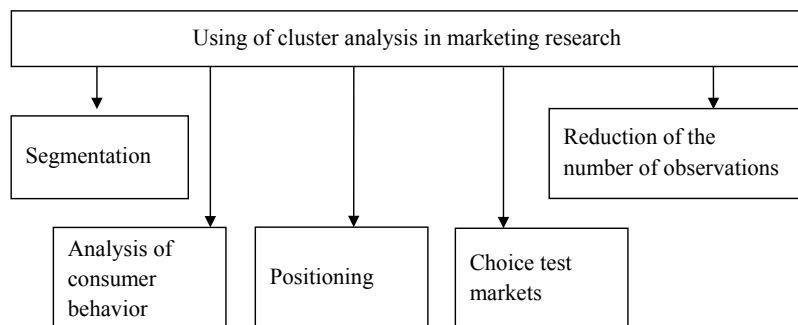 Using of cluster analysis in marketing research
Segmentation
Reduction of the
number of observations
Analysis of
consumer
behavior
Positioning
Choice test
markets